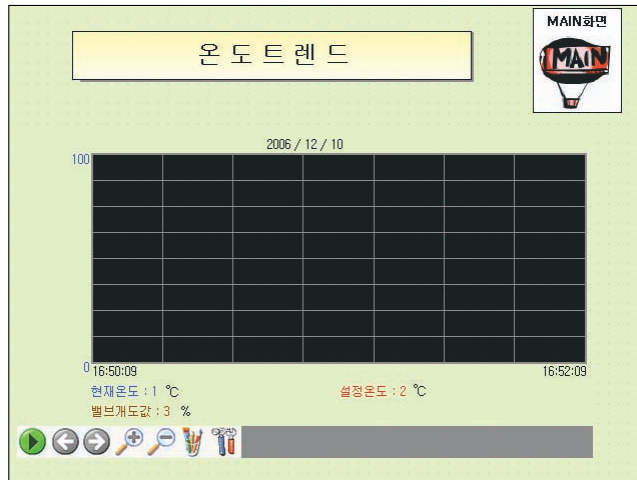 MAIN화면
온 도 트 렌 드
MAIN
2006 / 12 / 10
100
0
16:50:09 16:52:09
현재온도 : 1 ℃ 설정온도 : 2 ℃
밸브개도값 : 3 %